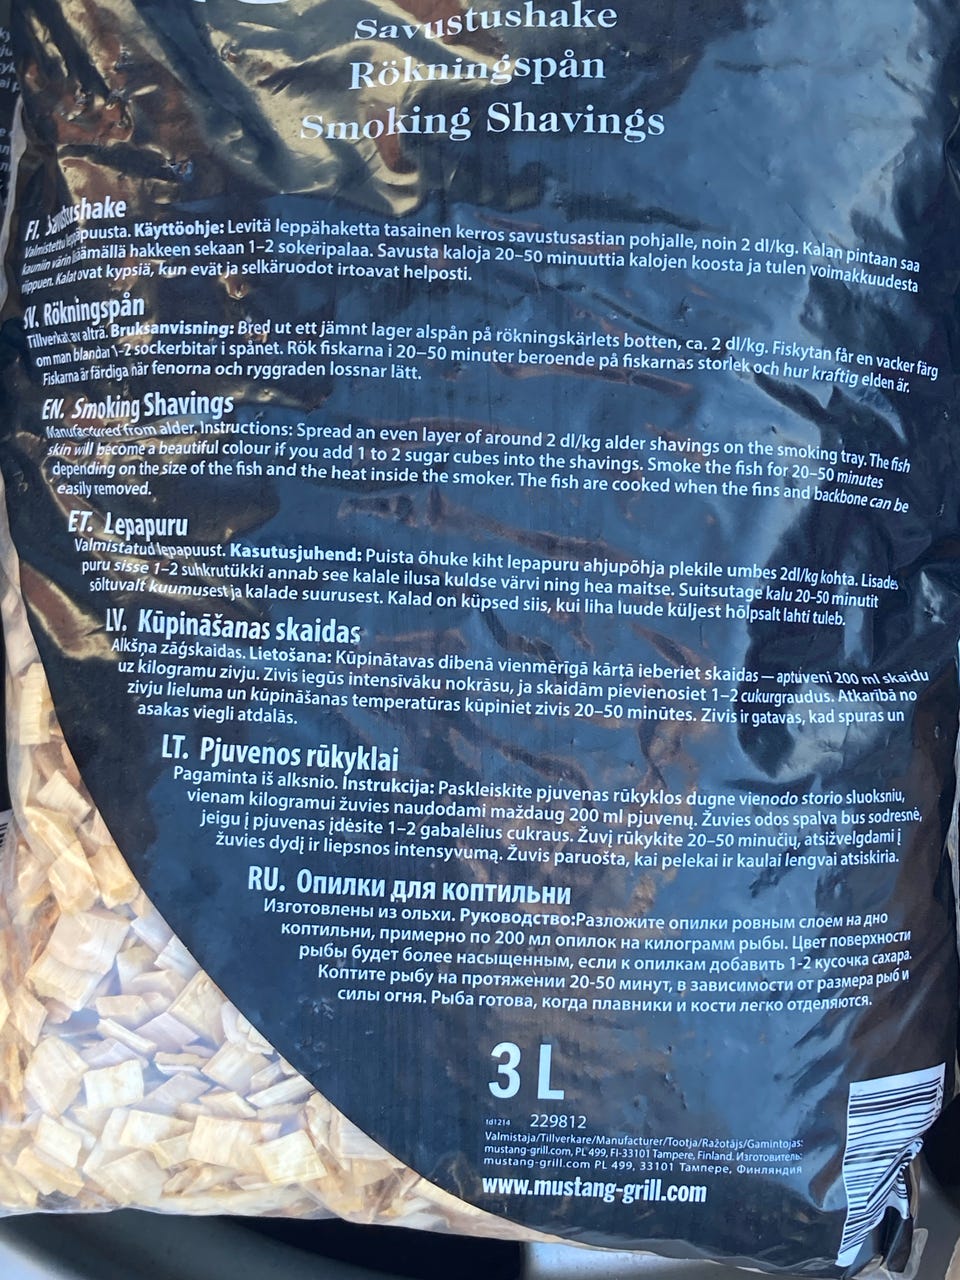 Savustushake
Rökningspån
Smoking Shavings
FI. Savustushake
Valmistettu leppäpuusta. Käyttöohje: Levitä leppähaketta tasainen kerros savustusastian pohjalle, noin 2 dl/kg. Kalan pintaan saa
kauniin värin lisäämällä hakkeen sekaan 1–2 sokeripalaa. Savusta kaloja 20–50 minuuttia kalojen koosta ja tulen voimakkuudesta
riippuen. Kalat ovat kypsiä, kun evät ja selkäruodot irtoavat helposti.
SV. Rökningspån
Tillverkat av alträ. Bruksanvisning: Bred ut ett jämnt lager alspån på rökningskärlets botten, ca. 2 dl/kg. Fiskytan får en vacker färg
om man blandar 1–2 sockerbitar i spånet. Rök fiskarna i 20–50 minuter beroende på fiskarnas storlek och hur kraftig elden är.
Fiskarna är färdiga när fenorna och ryggraden lossnar lätt.
EN. Smoking Shavings
Manufactured from alder. Instructions: Spread an even layer of around 2 dl/kg alder shavings on the smoking tray. The fish
skin will become a beautiful colour if you add 1 to 2 sugar cubes into the shavings. Smoke the fish for 20–50 minutes
depending on the size of the fish and the heat inside the smoker. The fish are cooked when the fins and backbone can be
easily removed.
ET. Lepapuru
Valmistatud lepapuust. Kasutusjuhend: Puista õhuke kiht lepapuru ahjupõhja plekile umbes 2dl/kg kohta. Lisades
puru sisse 1–2 suhkrutükki annab see kalale ilusa kuldse värvi ning hea maitse. Suitsutage kalu 20–50 minutit
sõltuvalt kuumusest ja kalade suurusest. Kalad on küpsed siis, kui liha luude küljest hõlpsalt lahti tuleb.
LV. Kūpināšanas skaidas
Alkšņa zāģskaidas. Lietošana: Kūpinātavas dibenā vienmērīgā kārtā ieberiet skaidas — aptuveni 200 ml skaidu
uz kilogramu zivju. Zivis iegūs intensīvāku nokrāsu, ja skaidām pievienosiet 1–2 cukurgraudus. Atkarībā no
zivju lieluma un kūpināšanas temperatūras kūpiniet zivis 20–50 minūtes. Zivis ir gatavas, kad spuras un
asakas viegli atdalās.
LT. Pjuvenos rūkyklai
Pagaminta iš alksnio. Instrukcija: Paskleiskite pjuvenas rūkyklos dugne vienodo storio sluoksniu,
vienam kilogramui žuvies naudodami maždaug 200 ml pjuvenų. Žuvies odos spalva bus sodresnė,
jeigu į pjuvenas įdėsite 1–2 gabalėlius cukraus. Žuvį rūkykite 20–50 minučių, atsižvelgdami į
žuvies dydį ir liepsnos intensyvumą. Žuvis paruošta, kai pelekai ir kaulai lengvai atsiskiria.
RU. Опилки для коптильни
Изготовлены из ольхи. Руководство:Разложите опилки ровным слоем на дно
коптильни, примерно по 200 мл опилок на килограмм рыбы. Цвет поверхности
рыбы будет более насыщенным, если к опилкам добавить 1-2 кусочка сахара.
Коптите рыбу на протяжении 20-50 минут, в зависимости от размера рыб и
силы огня. Рыба готова, когда плавники и кости легко отделяются.
3 L
td1214 229812
Valmistaja/Tillverkare/Manufacturer/Tootja/Ražotājs/Gamintojas:
mustang-grill.com, PL 499, FI-33101 Tampere, Finland. Изготовитель:
mustang-grill.com PL 499, 33101 Тампере, Финляндия
www.mustang-grill.com